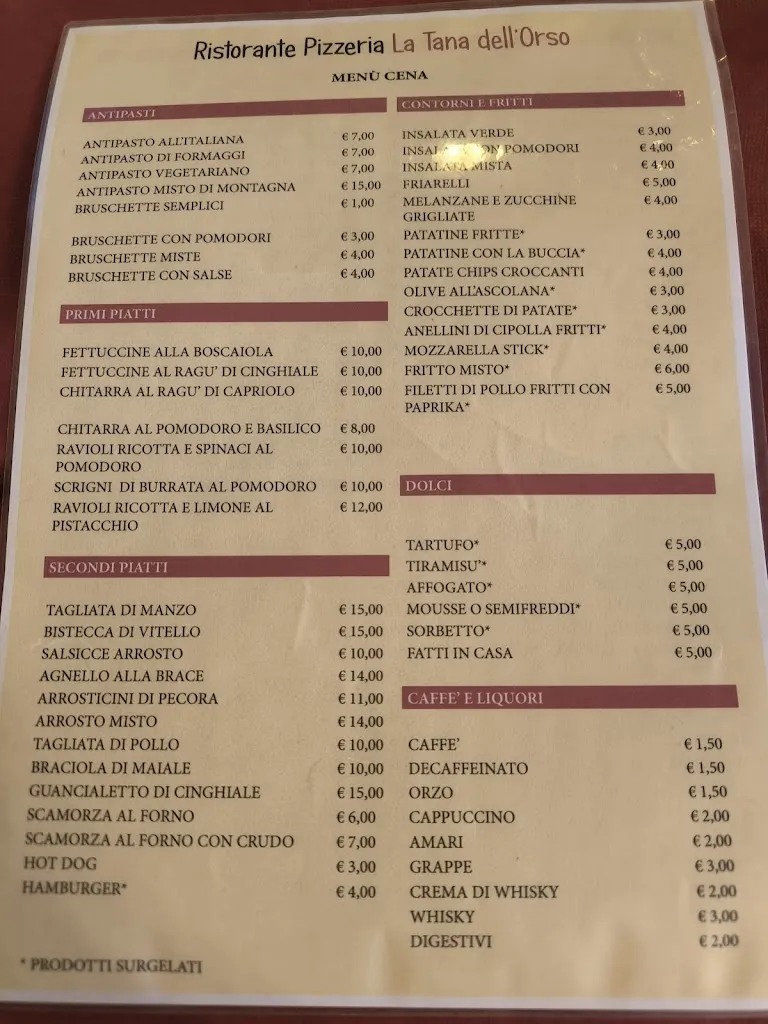 Ristorante Pizzeria La Tana dell'Orso
MENÙ CENA
ANTIPASTI
ANTIPASTO ALL'ITALIANA € 7,00
ANTIPASTO DI FORMAGGI € 7,00
ANTIPASTO VEGETARIANO € 7,00
ANTIPASTO MISTO DI MONTAGNA € 15,00
BRUSCHETTE SEMPLICI € 1,00
BRUSCHETTE CON POMODORI € 3,00
BRUSCHETTE MISTE € 4,00
BRUSCHETTE CON SALSE € 4,00
PRIMI PIATTI
FETTUCCINE ALLA BOSCAIOLA € 10,00
FETTUCCINE AL RAGU' DI CINGHIALE € 10,00
CHITARRA AL RAGU' DI CAPRIOLO € 10,00
CHITARRA AL POMODORO E BASILICO € 8,00
RAVIOLI RICOTTA E SPINACI AL € 10,00
POMODORO
SCRIGNI DI BURRATA AL POMODORO € 10,00
RAVIOLI RICOTTA E LIMONE AL € 12,00
PISTACCHIO
SECONDI PIATTI
TAGLIATA DI MANZO € 15,00
BISTECCA DI VITELLO € 15,00
SALSICCE ARROSTO € 10,00
AGNELLO ALLA BRACE € 14,00
ARROSTICINI DI PECORA € 11,00
ARROSTO MISTO € 14,00
TAGLIATA DI POLLO € 10,00
BRACIOLA DI MAIALE € 10,00
GUANCIALETTO DI CINGHIALE € 15,00
SCAMORZA AL FORNO € 6,00
SCAMORZA AL FORNO CON CRUDO € 7,00
HOT DOG € 3,00
HAMBURGER* € 4,00
* PRODOTTI SURGELATI
CONTORNI E FRITTI
INSALATA VERDE € 3,00
INSALATA CON POMODORI € 4,00
INSALATA MISTA € 4,00
FRIARELLI € 5,00
MELANZANE E ZUCCHINE € 4,00
GRIGLIATE
PATATINE FRITTE* € 3,00
PATATINE CON LA BUCCIA* € 4,00
PATATE CHIPS CROCCANTI € 4,00
OLIVE ALL'ASCOLANA* € 3,00
CROCCHETTE DI PATATE* € 3,00
ANELLINI DI CIPOLLA FRITTI* € 4,00
MOZZARELLA STICK* € 4,00
FRITTO MISTO* € 6,00
FILETTI DI POLLO FRITTI CON € 5,00
PAPRIKA*
DOLCI
TARTUFO* € 5,00
TIRAMISU'* € 5,00
AFFOGATO* € 5,00
MOUSSE O SEMIFREDDI* € 5,00
SORBETTO* € 5,00
FATTI IN CASA € 5,00
CAFFE' E LIQUORI
CAFFE' € 1,50
DECAFFEINATO € 1,50
ORZO € 1,50
CAPPUCCINO € 2,00
AMARI € 2,00
GRAPPE € 3,00
CREMA DI WHISKY € 2,00
WHISKY € 3,00
DIGESTIVI € 2,00